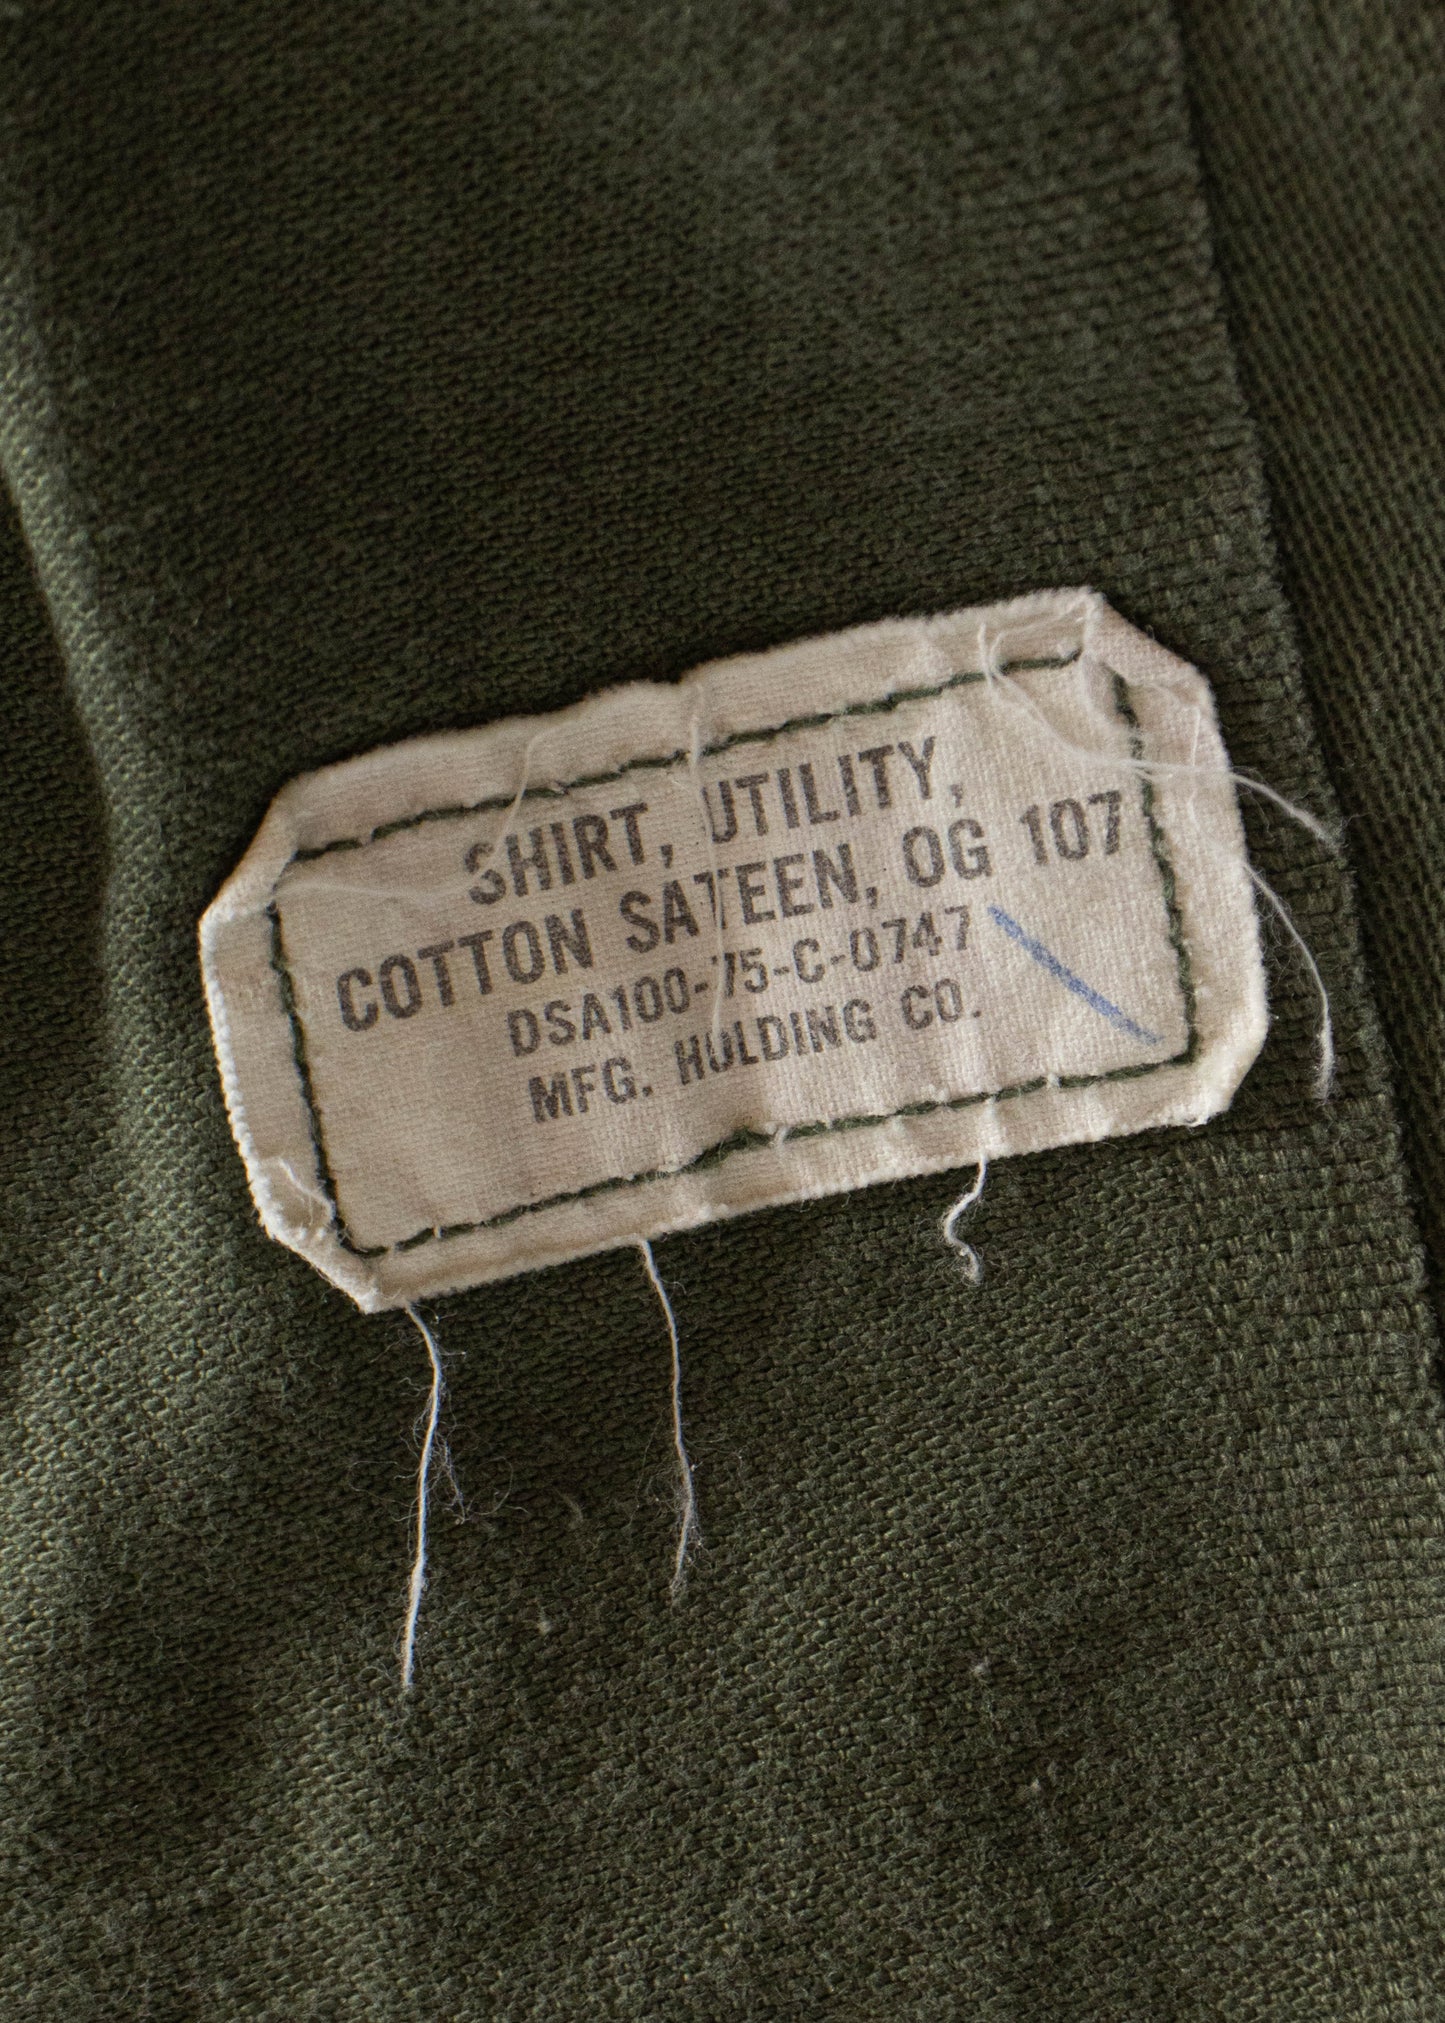 SHIRT, UTILITY,
COTTON SATEEN, OG 107
DSA100-75-C-0747
MFG. HOLDING CO.